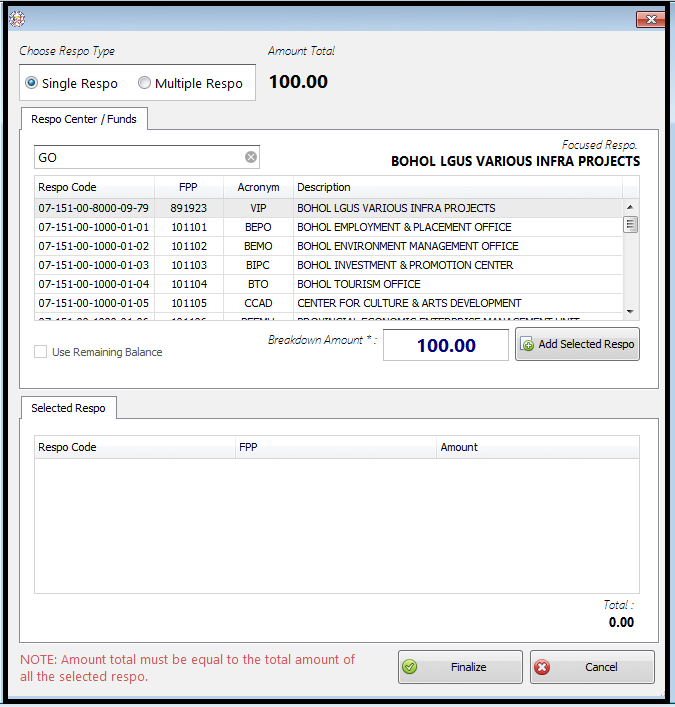 Choose Respo Type
Amount Total
Single Respo
Multiple Respo
100.00
Respo Center / Funds
GO
Focused Respo.
BOHOL LGUS VARIOUS INFRA PROJECTS
Respo Code FPP Acronym Description
07-151-00-8000-09-79 891923 VIP BOHOL LGUS VARIOUS INFRA PROJECTS
07-151-00-1000-01-01 101101 BEPO BOHOL EMPLOYMENT & PLACEMENT OFFICE
07-151-00-1000-01-02 101102 BEMO BOHOL ENVIRONMENT MANAGEMENT OFFICE
07-151-00-1000-01-03 101103 BIPC BOHOL INVESTMENT & PROMOTION CENTER
07-151-00-1000-01-04 101104 BTO BOHOL TOURISM OFFICE
07-151-00-1000-01-05 101105 CCAD CENTER FOR CULTURE & ARTS DEVELOPMENT
Use Remaining Balance
Breakdown Amount * :
100.00
Add Selected Respo
Selected Respo
Respo Code FPP Amount
Total :
0.00
NOTE: Amount total must be equal to the total amount of
all the selected respo.
Finalize
Cancel